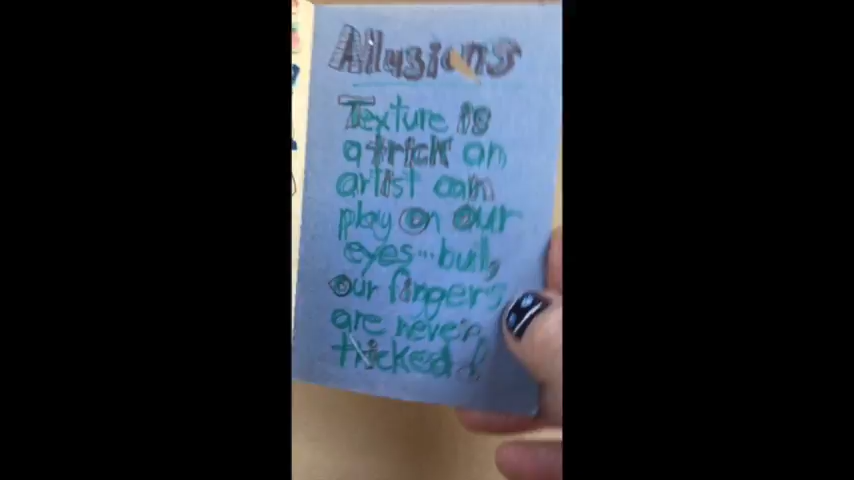 Allusions
Texture is
a trick an
artist can
play on our
eyes...but,
our fingers
are never
tricked!